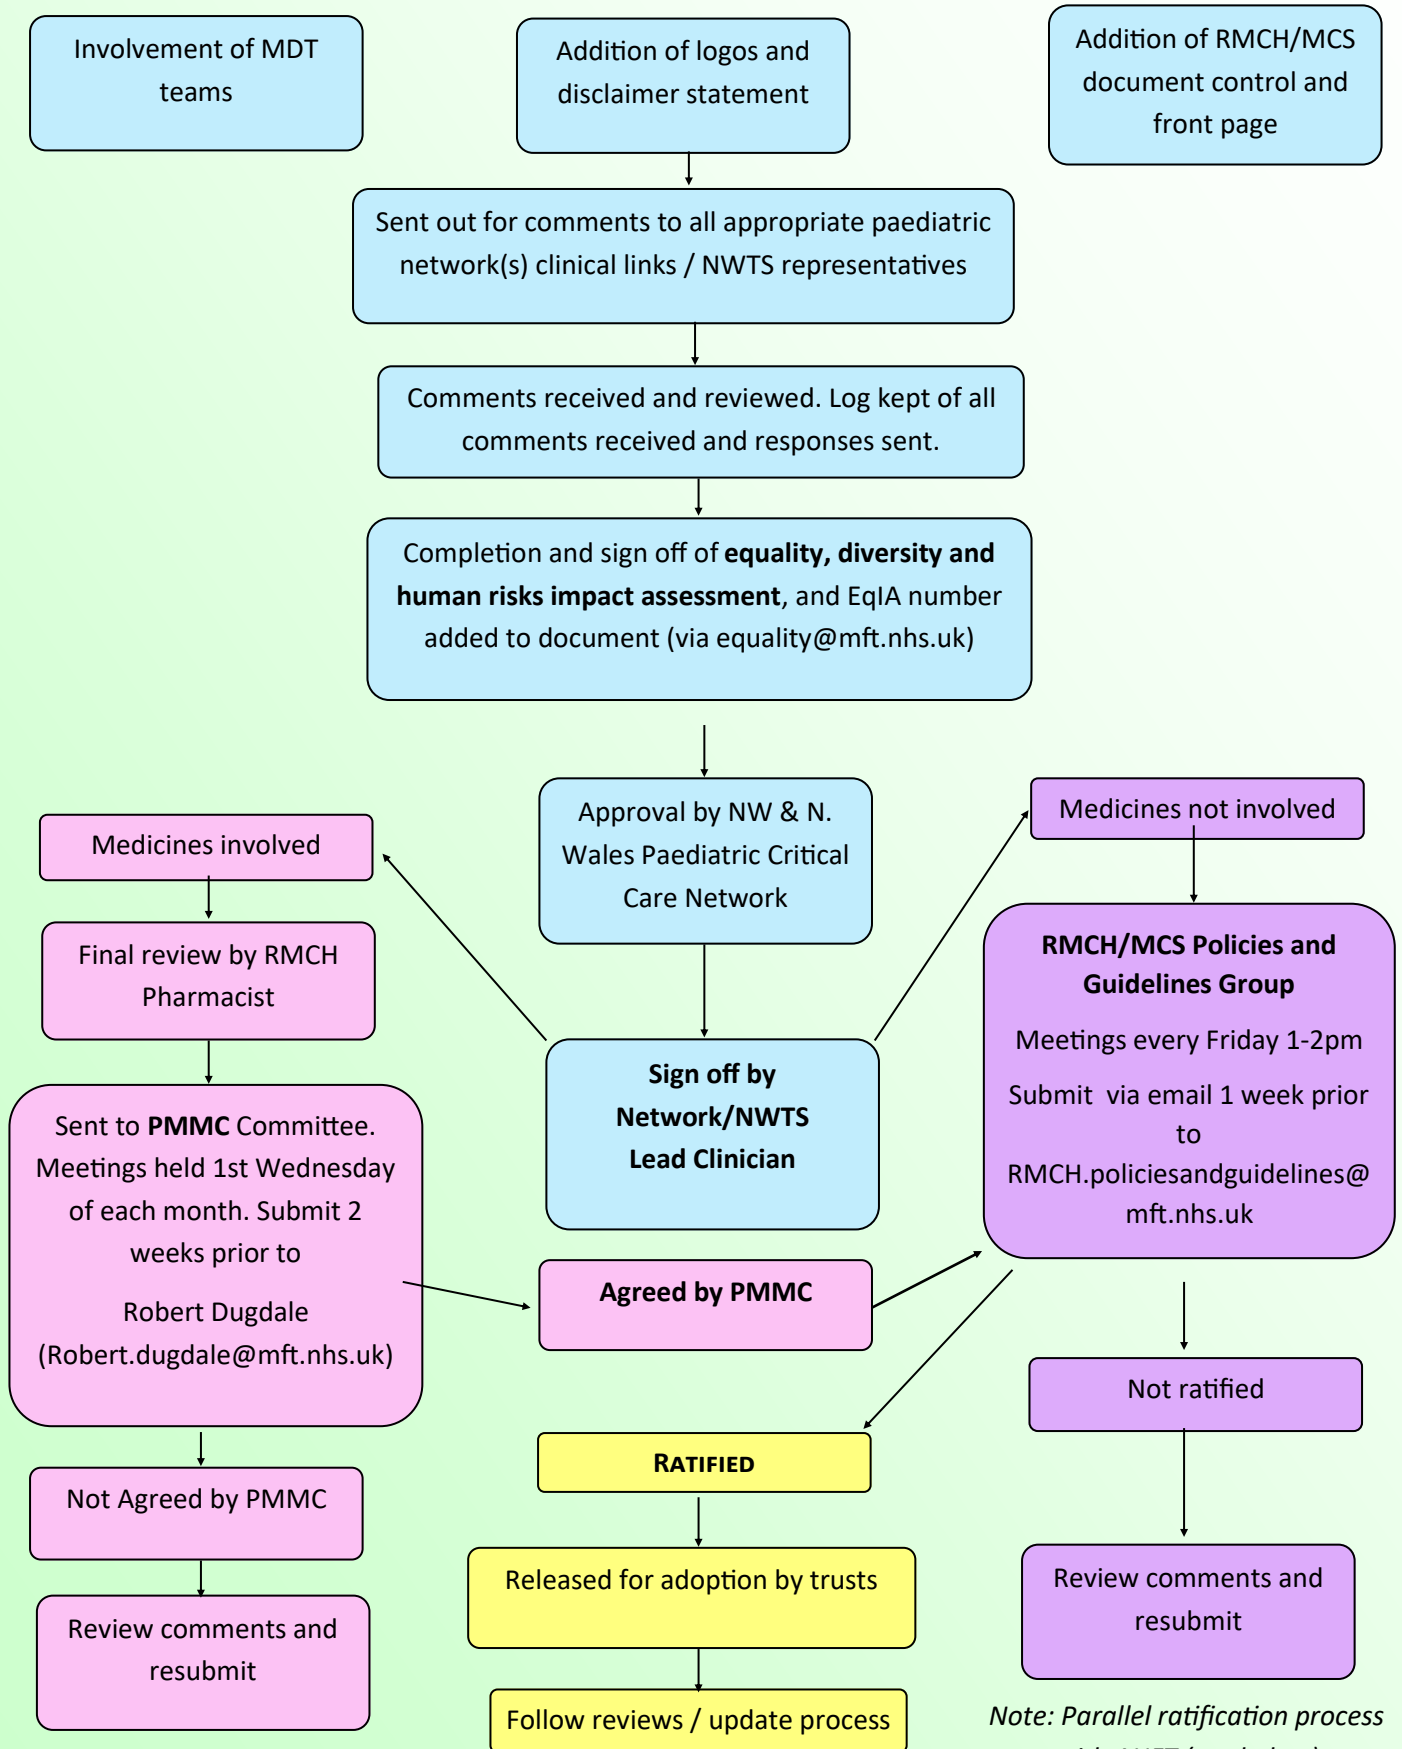 Involvement of MDT
teams
Addition of logos and
disclaimer statement
Addition of RMCH/MCS
document control and
front page
Sent out for comments to all appropriate paediatric
network(s) clinical links / NWTS representatives
Comments received and reviewed. Log kept of all
comments received and responses sent.
Completion and sign off of equality, diversity and
human risks impact assessment, and EqIA number
added to document (via equality@mft.nhs.uk)
Approval by NW & N.
Wales Paediatric Critical
Care Network
Sign off by
Network/NWTS
Lead Clinician
Medicines involved
Final review by RMCH
Pharmacist
Sent to PMMC Committee.
Meetings held 1st Wednesday
of each month. Submit 2
weeks prior to
Robert Dugdale
(Robert.dugdale@mft.nhs.uk)
Agreed by PMMC
Not Agreed by PMMC
Review comments and
resubmit
Medicines not involved
RMCH/MCS Policies and
Guidelines Group
Meetings every Friday 1-2pm
Submit via email 1 week prior
to
RMCH.policiesandguidelines@
mft.nhs.uk
Not ratified
Review comments and
resubmit
RATIFIED
Released for adoption by trusts
Follow reviews / update process
Note: Parallel ratification process